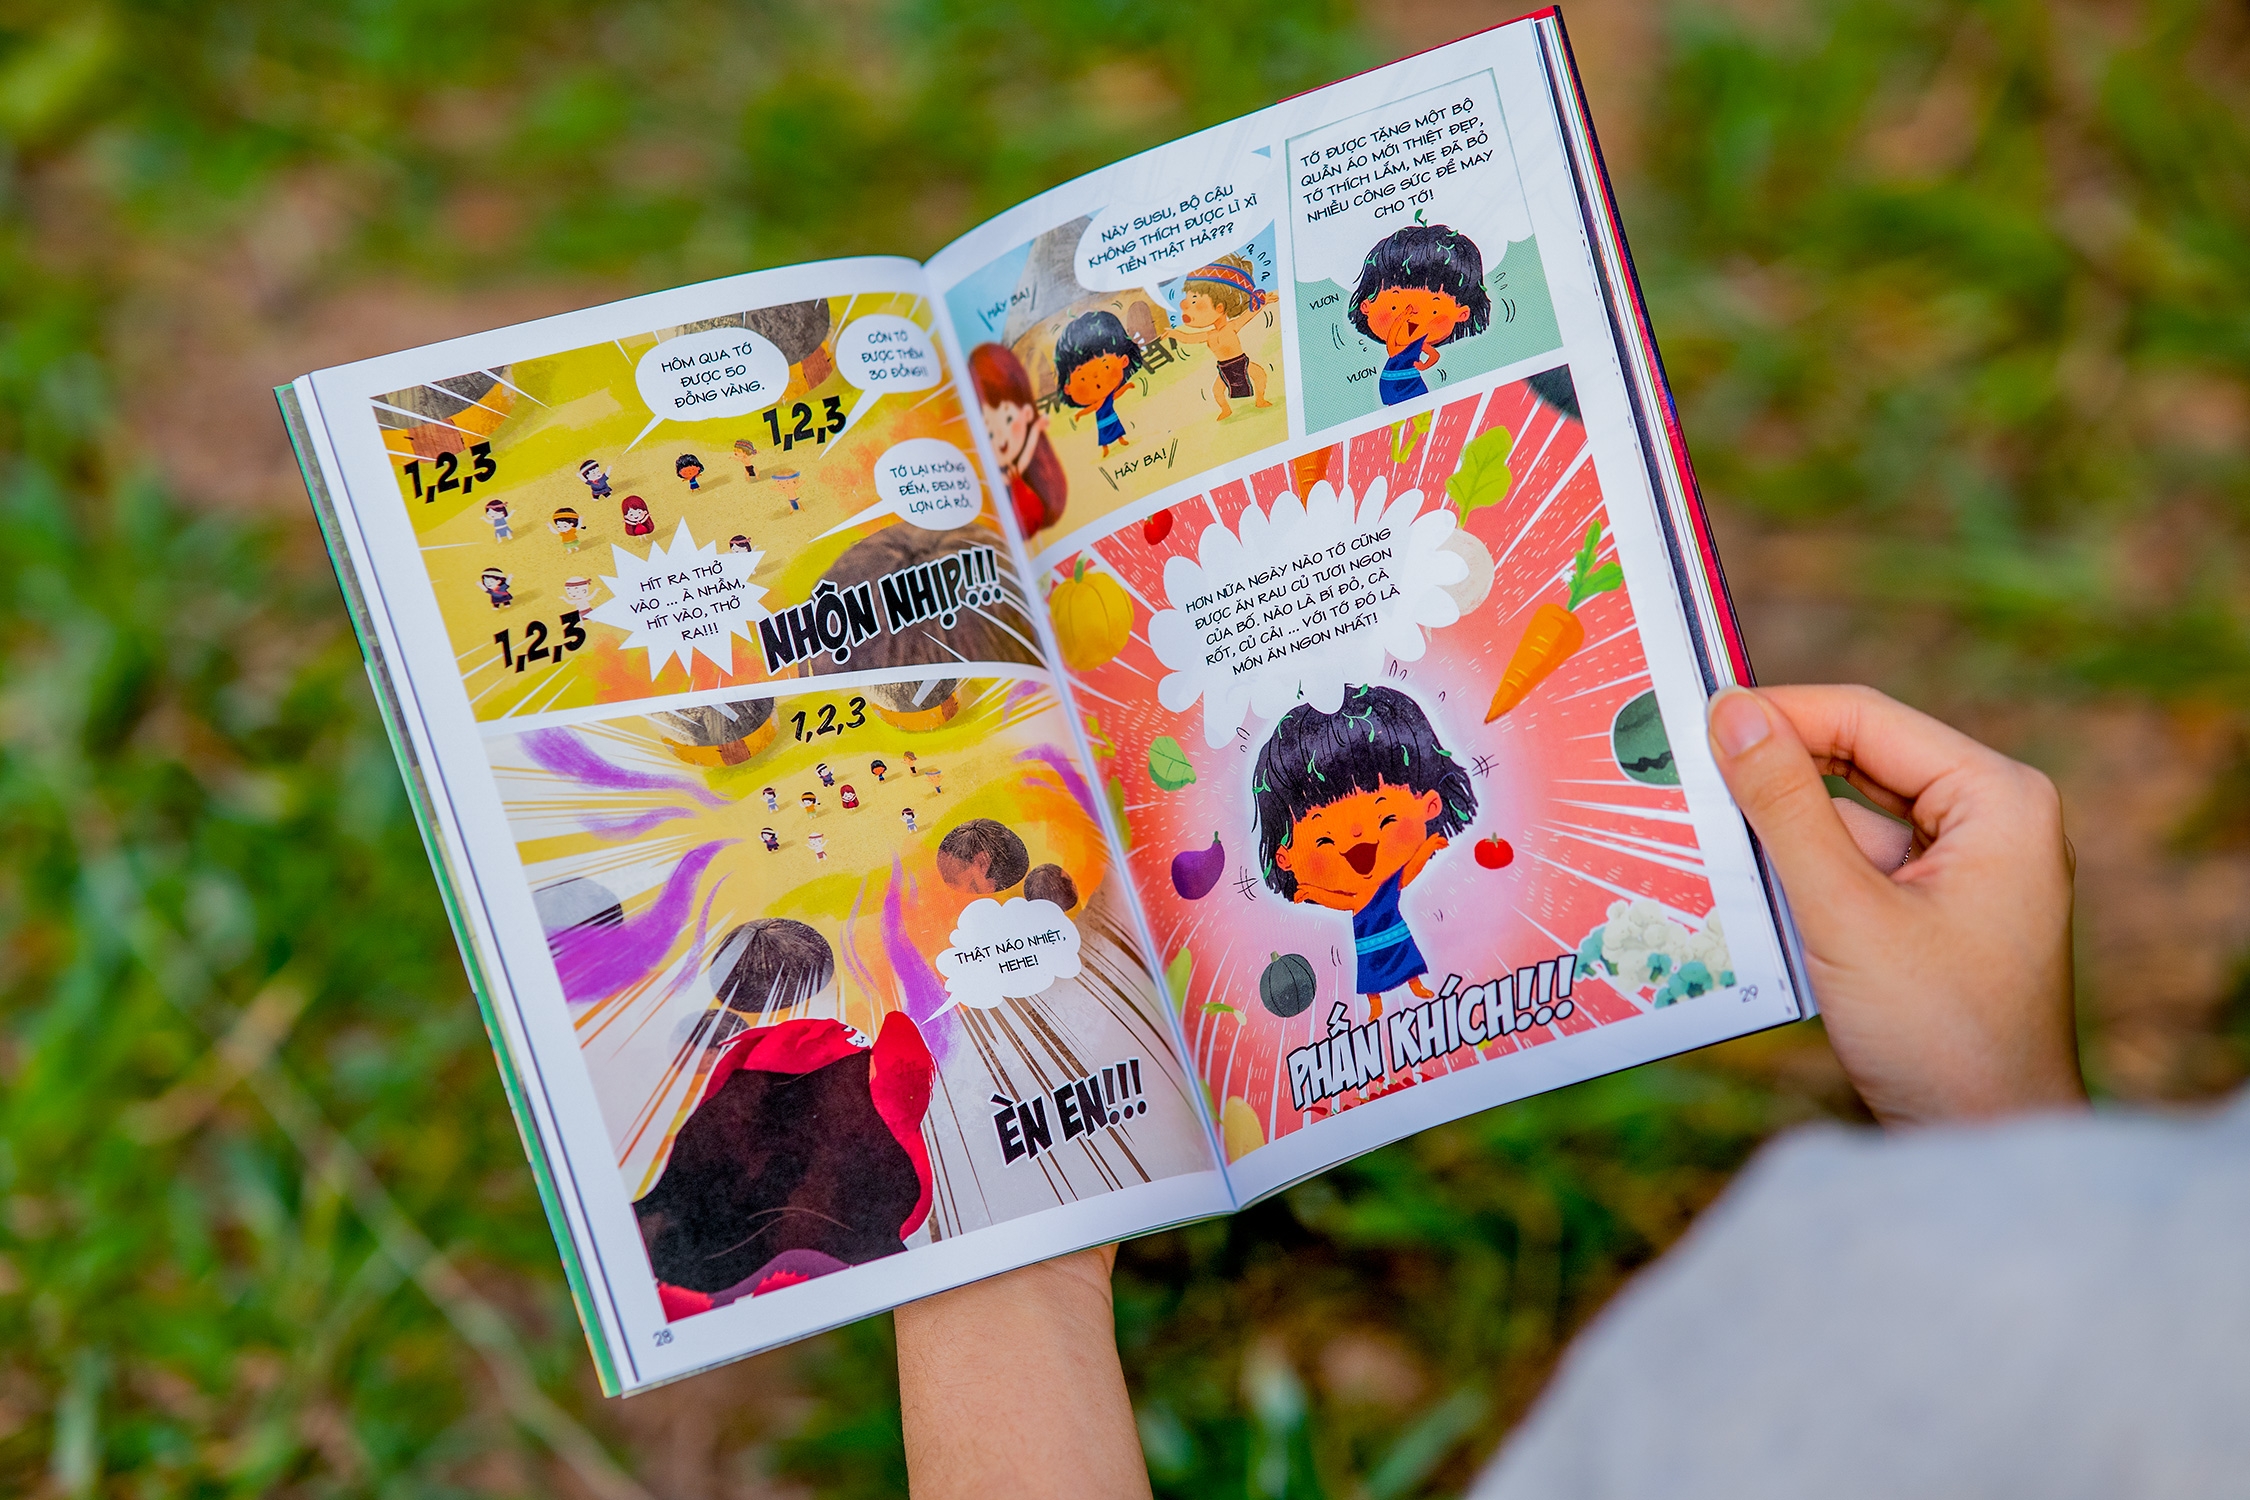 HÔM QUA TỚ
ĐƯỢC 50
ĐỒNG VÀNG.
CÒN TỚ
ĐƯỢC THÊM
30 ĐỒNG!!
1,2,3
1,2,3
TỚ LẠI KHÔNG
ĐẾM, ĐEM BỎ
LỢN CẢ RỒI.
HÍT RA THỞ
VÀO ... À NHẦM,
HÍT VÀO, THỞ
RA!!!
1,2,3
NHỘN NHỊP!!!
1,2,3
THẬT NÁO NHIỆT,
HEHE!
ÈN EN!!!
28
NÀY SUSU, BỘ CẬU
KHÔNG THÍCH ĐƯỢC LÌ XÌ
TIỀN THẬT HẢ???
HÂY BA!
HÂY BA!
TỚ ĐƯỢC TẶNG MỘT BỘ
QUẦN ÁO MỚI THIỆT ĐẸP,
TỚ THÍCH LẮM, MẸ ĐÃ BỎ
NHIỀU CÔNG SỨC ĐỂ MAY
CHO TỚ!
VƯƠN
VƯƠN
HƠN NỮA NGÀY NÀO TỚ CŨNG
ĐƯỢC ĂN RAU CỦ TƯƠI NGON
CỦA BỐ. NÀO LÀ BÍ ĐỎ, CÀ
RỐT, CỦ CẢI ... VỚI TỚ ĐÓ LÀ
MÓN ĂN NGON NHẤT!
PHẤN KHÍCH!!!
29